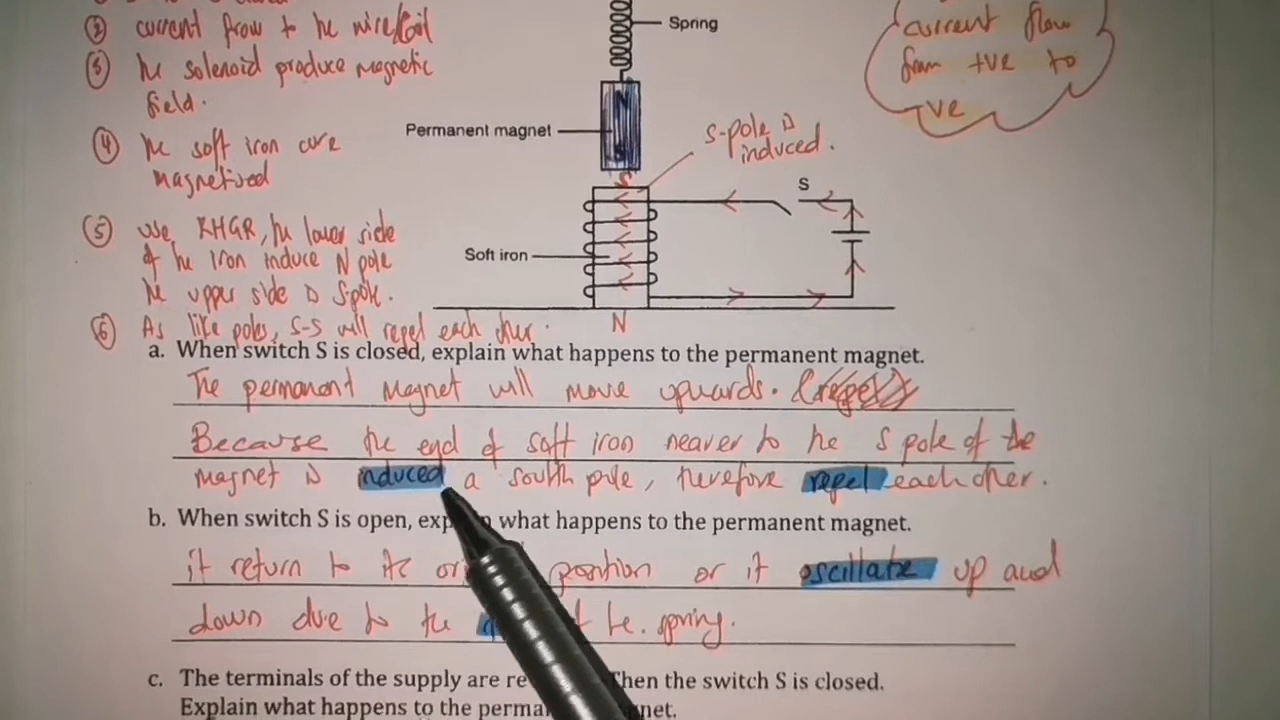 ② current flow to the wire/coil
③ the solenoid produce magnetic
field.
④ the soft iron core
magnetised
⑤ use RHGR, the lower side
of the iron induce N pole
the upper side is S-pole.
⑥ As like poles, S-S will repel each other.
Spring
Permanent magnet
N
S
S
S-pole is
induced.
S
Soft iron
N
current flow
from +ve to
-ve
a. When switch S is closed, explain what happens to the permanent magnet.
The permanent magnet will move upwards.
Because the end of soft iron nearer to the S pole of the
magnet is induced a south pole, therefore repel each other.
b. When switch S is open, what happens to the permanent magnet.
it return to its position or it oscillate up and
down due to the spring.
c. The terminals of the supply are Then the switch S is closed.
Explain what happens to the